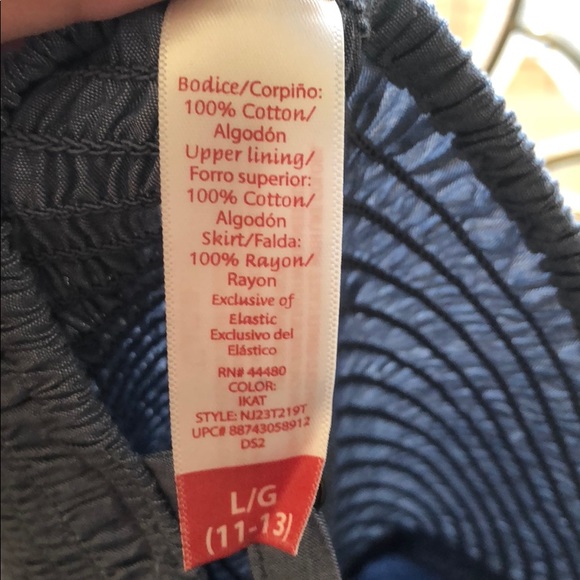 Bodice/Corpiño:
100% Cotton/
Algodón
Upper lining/
Forro superior:
100% Cotton/
Algodón
Skirt/Falda:
100% Rayon/
Rayon
Exclusive of
Elastic
Exclusivo del
Elástico
RN# 44480
COLOR:
IKAT
STYLE: NJ23T219T
UPC# 88743058912
DS2
L/G
(11-13)